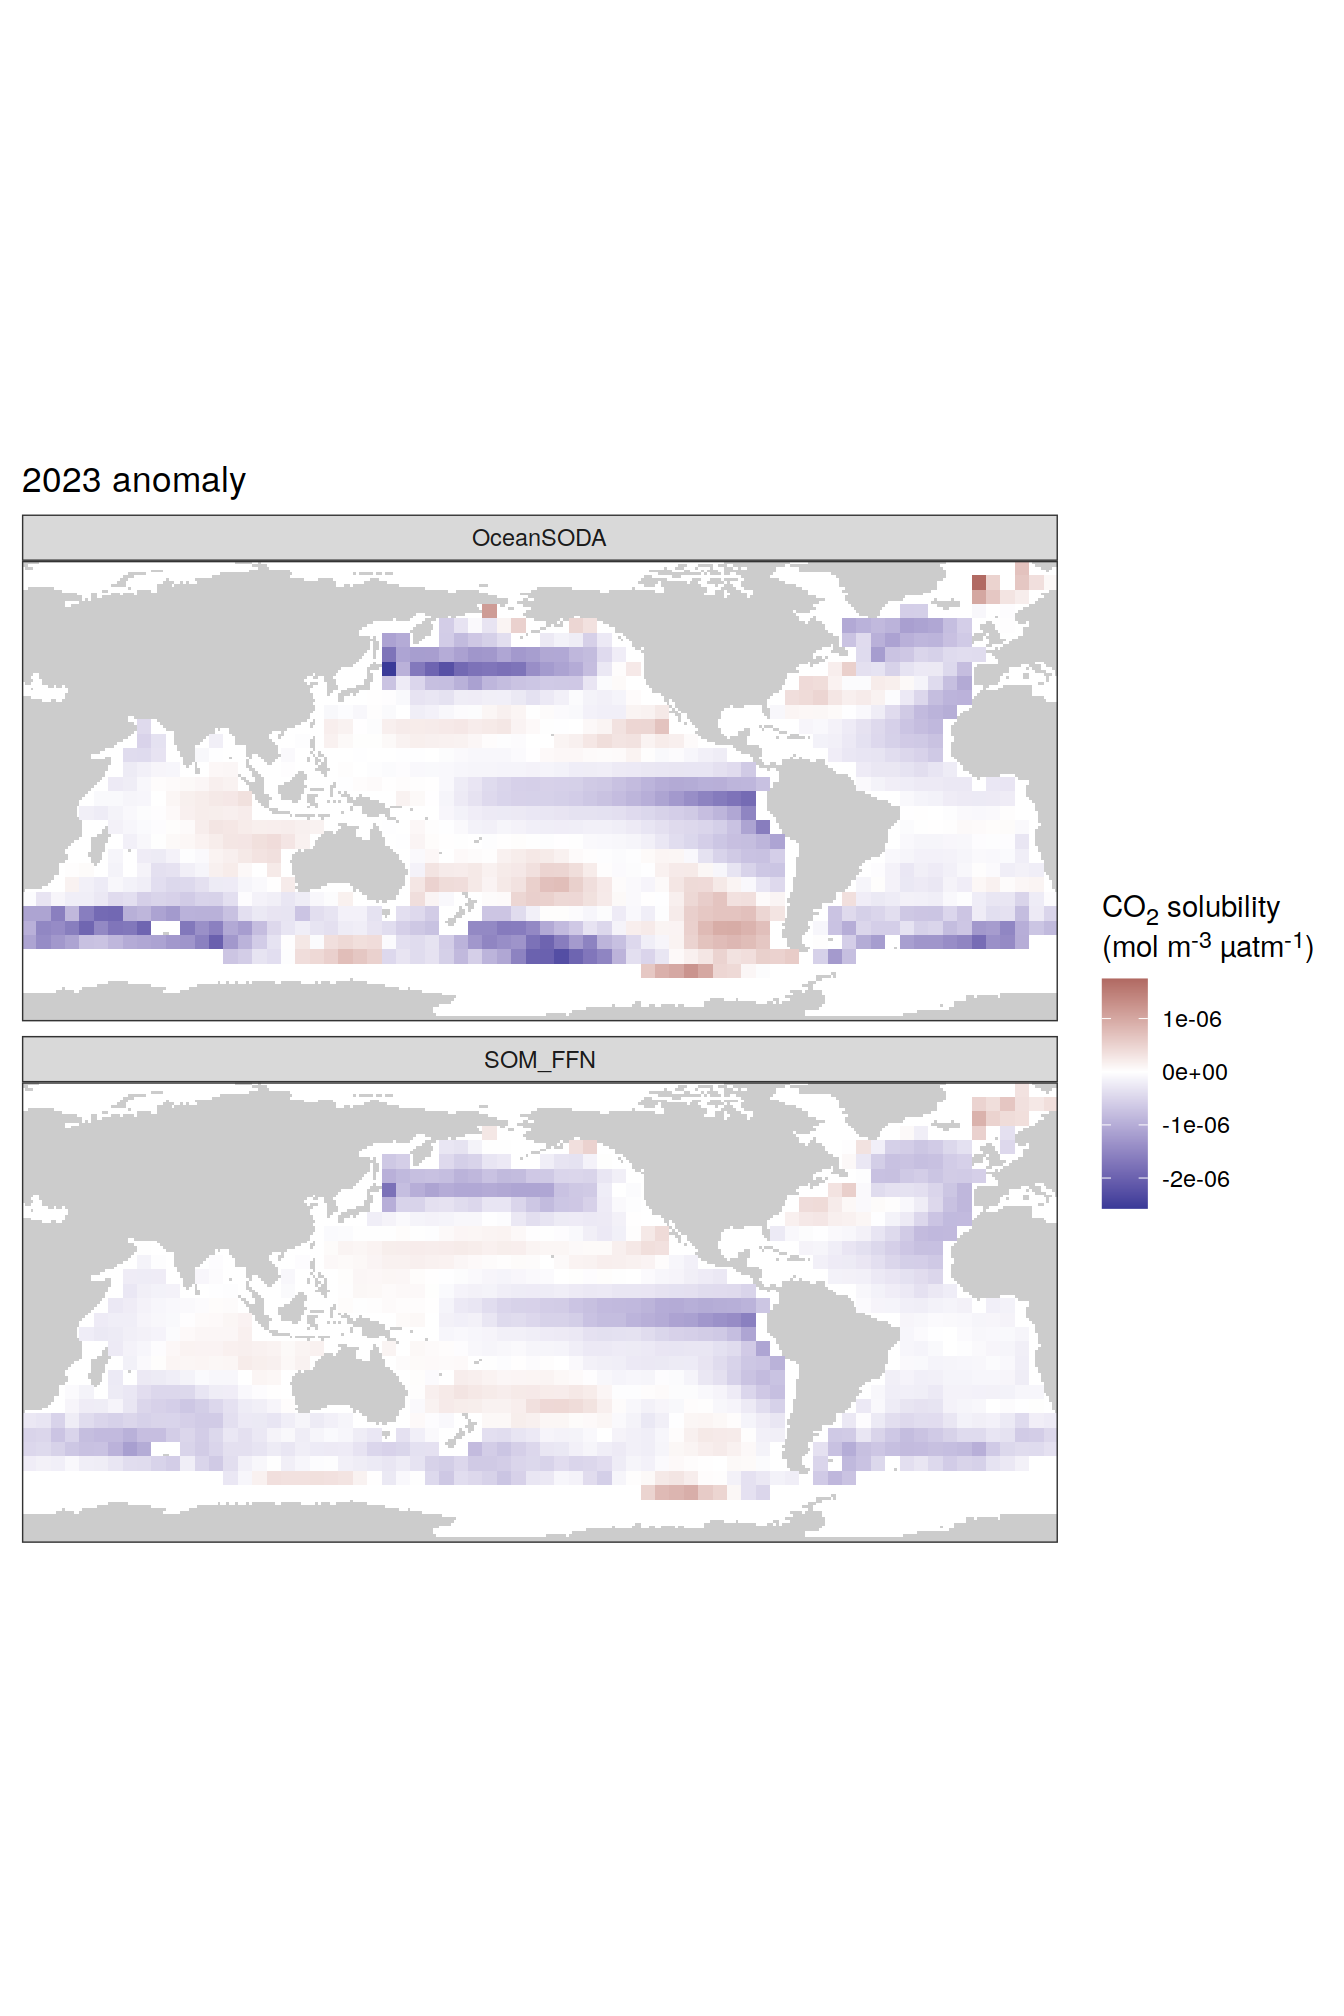 2023 anomaly
OceanSODA
SOM_FFN
CO₂ solubility
(mol m⁻³ µatm⁻¹)
1e-06
0e+00
-1e-06
-2e-06